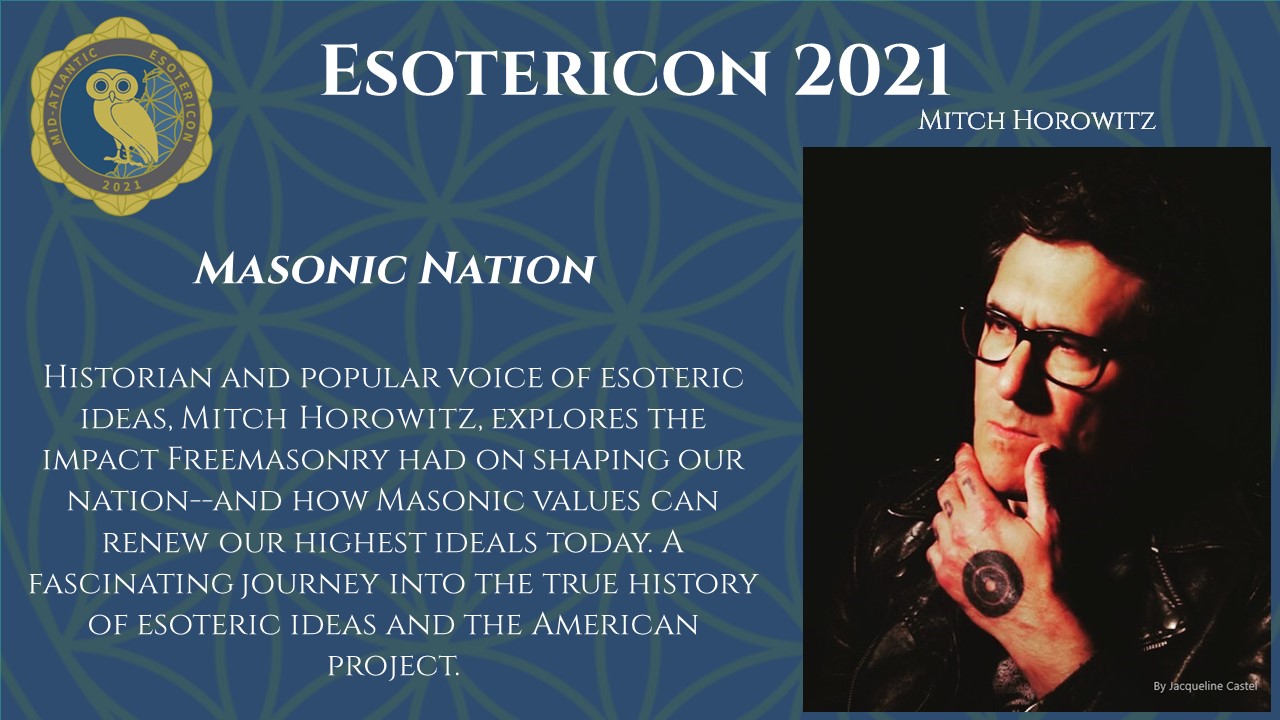 MID-ATLANTIC ESOTERICON
2021
ESOTERICON 2021
MITCH HOROWITZ
MASONIC NATION
HISTORIAN AND POPULAR VOICE OF ESOTERIC
IDEAS, MITCH HOROWITZ, EXPLORES THE
IMPACT FREEMASONRY HAD ON SHAPING OUR
NATION--AND HOW MASONIC VALUES CAN
RENEW OUR HIGHEST IDEALS TODAY. A
FASCINATING JOURNEY INTO THE TRUE HISTORY
OF ESOTERIC IDEAS AND THE AMERICAN
PROJECT.
By Jacqueline Castel